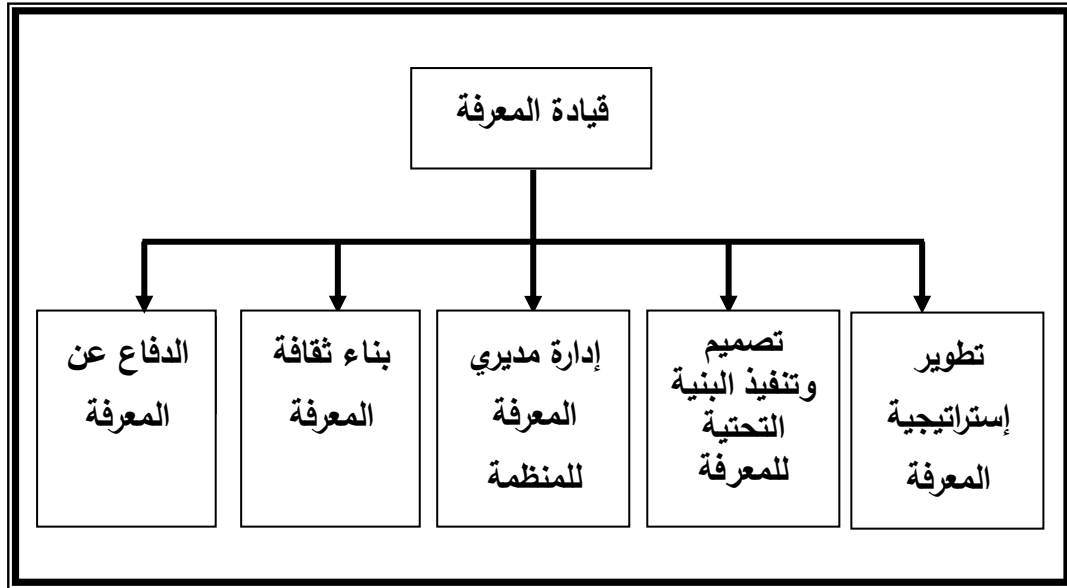 قيادة المعرفة
تطوير
إستراتيجية
المعرفة
تصميم
وتنفيذ البنية
التحتية
للمعرفة
إدارة مديري
المعرفة
للمنظمة
بناء ثقافة
المعرفة
الدفاع عن
المعرفة